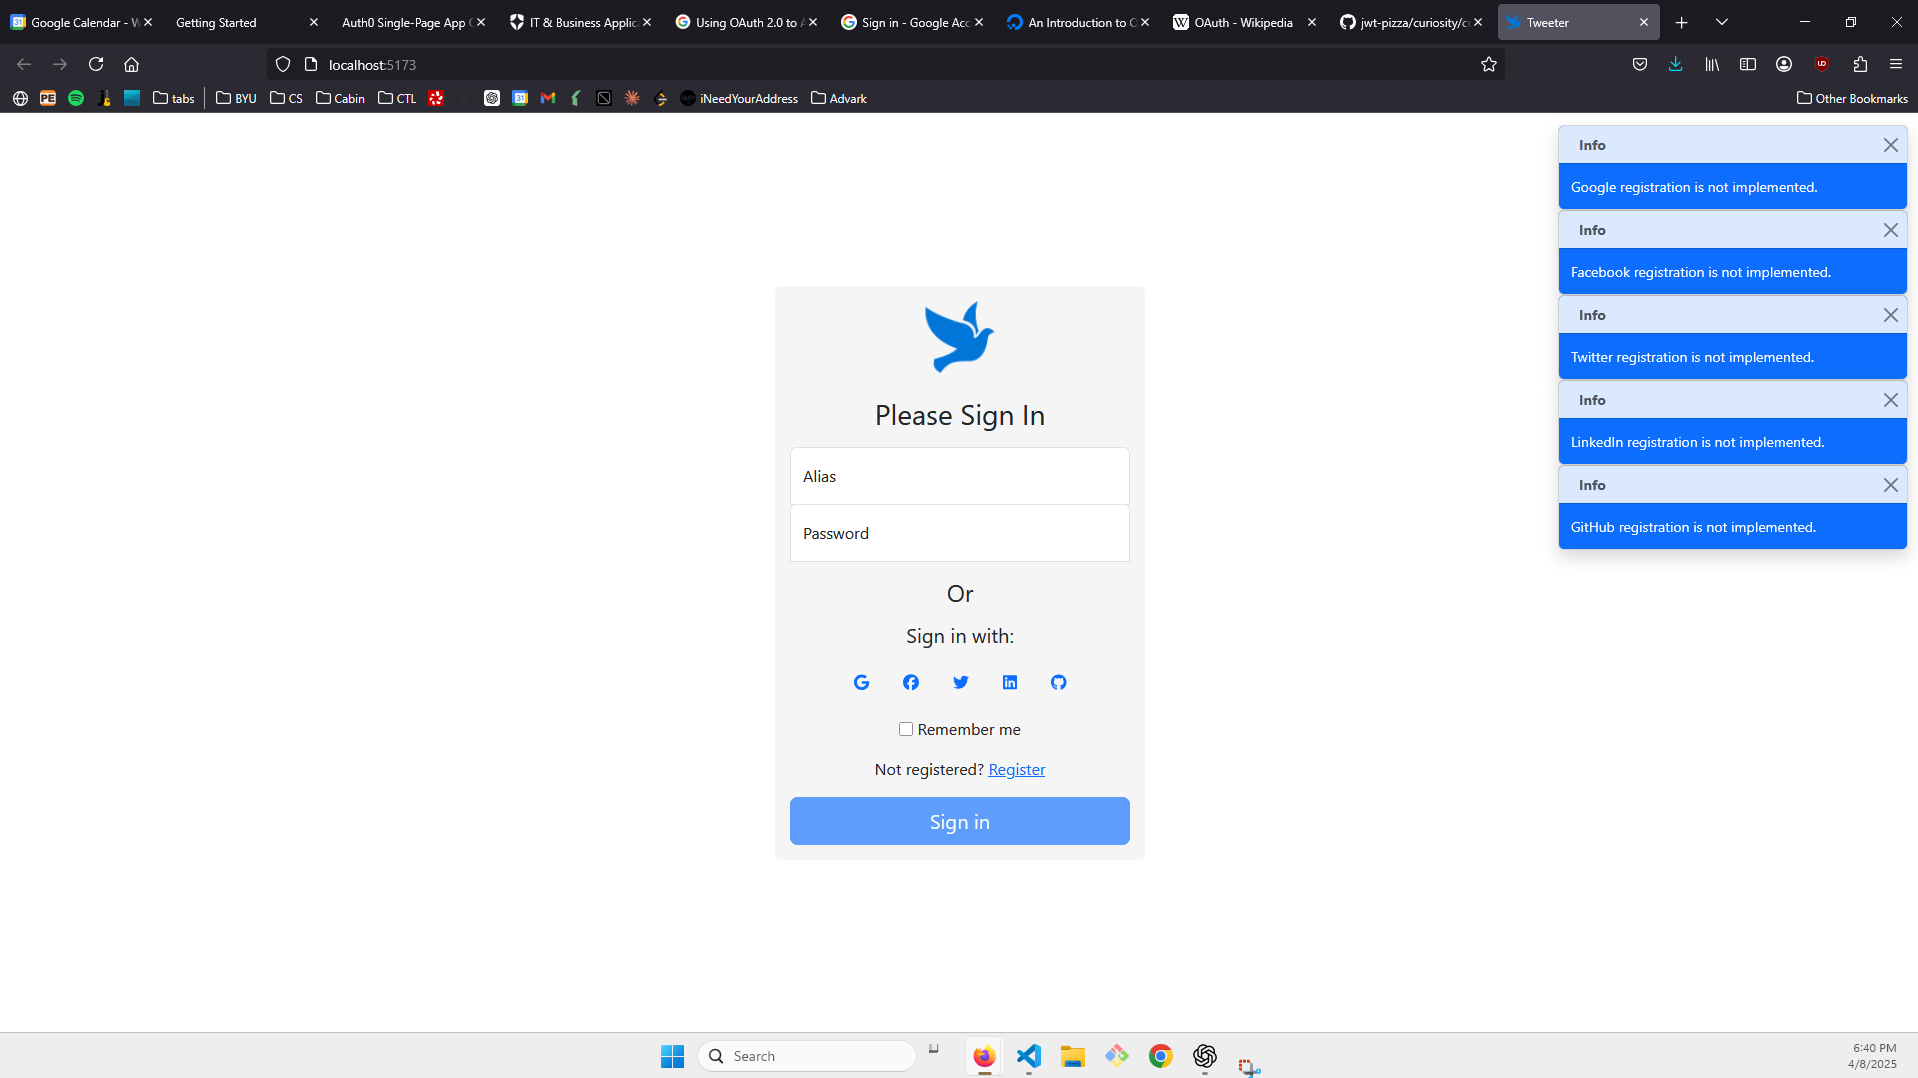 Google Calendar - W
Getting Started
Auth0 Single-Page App
IT & Business Applic
Using OAuth 2.0 to A
Sign in - Google Acc
An Introduction to O
OAuth - Wikipedia
jwt-pizza/curiosity/cu
Tweeter
localhost:5173
tabs
BYU
CS
Cabin
CTL
iNeedYourAddress
Advark
Other Bookmarks
Info
Google registration is not implemented.
Info
Facebook registration is not implemented.
Info
Twitter registration is not implemented.
Info
LinkedIn registration is not implemented.
Info
GitHub registration is not implemented.
Please Sign In
Alias
Password
Or
Sign in with:
Remember me
Not registered? Register
Sign in
Search
6:40 PM
4/8/2025